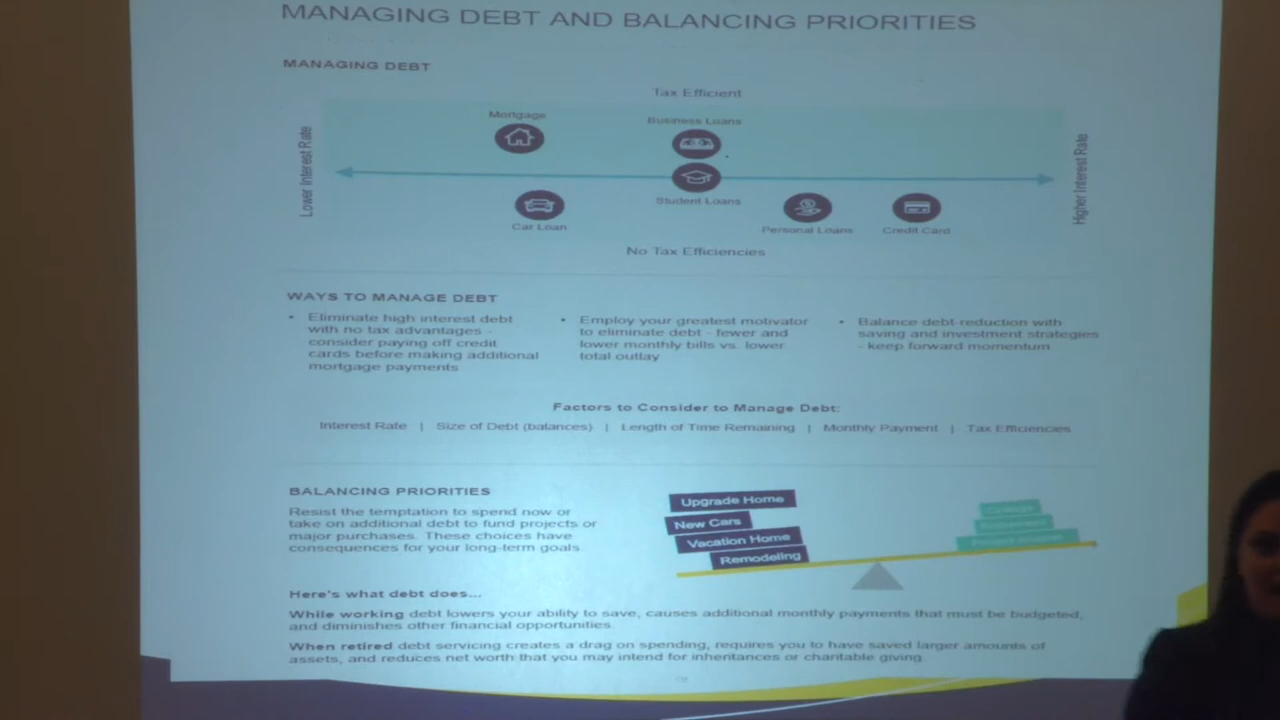 MANAGING DEBT AND BALANCING PRIORITIES
MANAGING DEBT
Tax Efficient
Mortgage
Business Loans
Lower Interest Rate
Higher Interest Rate
Student Loans
Car Loan
Personal Loans
Credit Card
No Tax Efficiencies
WAYS TO MANAGE DEBT
• Eliminate high interest debt
with no tax advantages -
consider paying off credit
cards before making additional
mortgage payments
• Employ your greatest motivator
to eliminate debt - fewer and
lower monthly bills vs. lower
total outlay
• Balance debt reduction with
saving and investment strategies
- keep forward momentum
Factors to Consider to Manage Debt:
Interest Rate | Size of Debt (balances) | Length of Time Remaining | Monthly Payment | Tax Efficiencies
BALANCING PRIORITIES
Resist the temptation to spend now or
take on additional debt to fund projects or
major purchases. These choices have
consequences for your long-term goals.
Upgrade Home
New Cars
Vacation Home
Remodeling
College
Retirement
Here's what debt does...
While working debt lowers your ability to save, causes additional monthly payments that must be budgeted,
and diminishes other financial opportunities.
When retired debt servicing creates a drag on spending, requires you to have saved larger amounts of
assets, and reduces net worth that you may intend for inheritances or charitable giving.